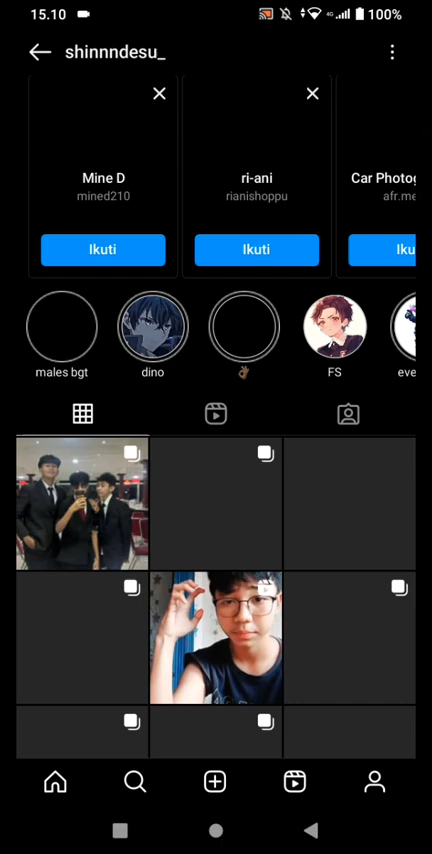 15.10 4G 100%
shinnndesu_
Mine D ri-ani Car Photog
mined210 rianishoppu afr.me
Ikuti Ikuti Iku
males bgt dino 👌🏾 FS eve